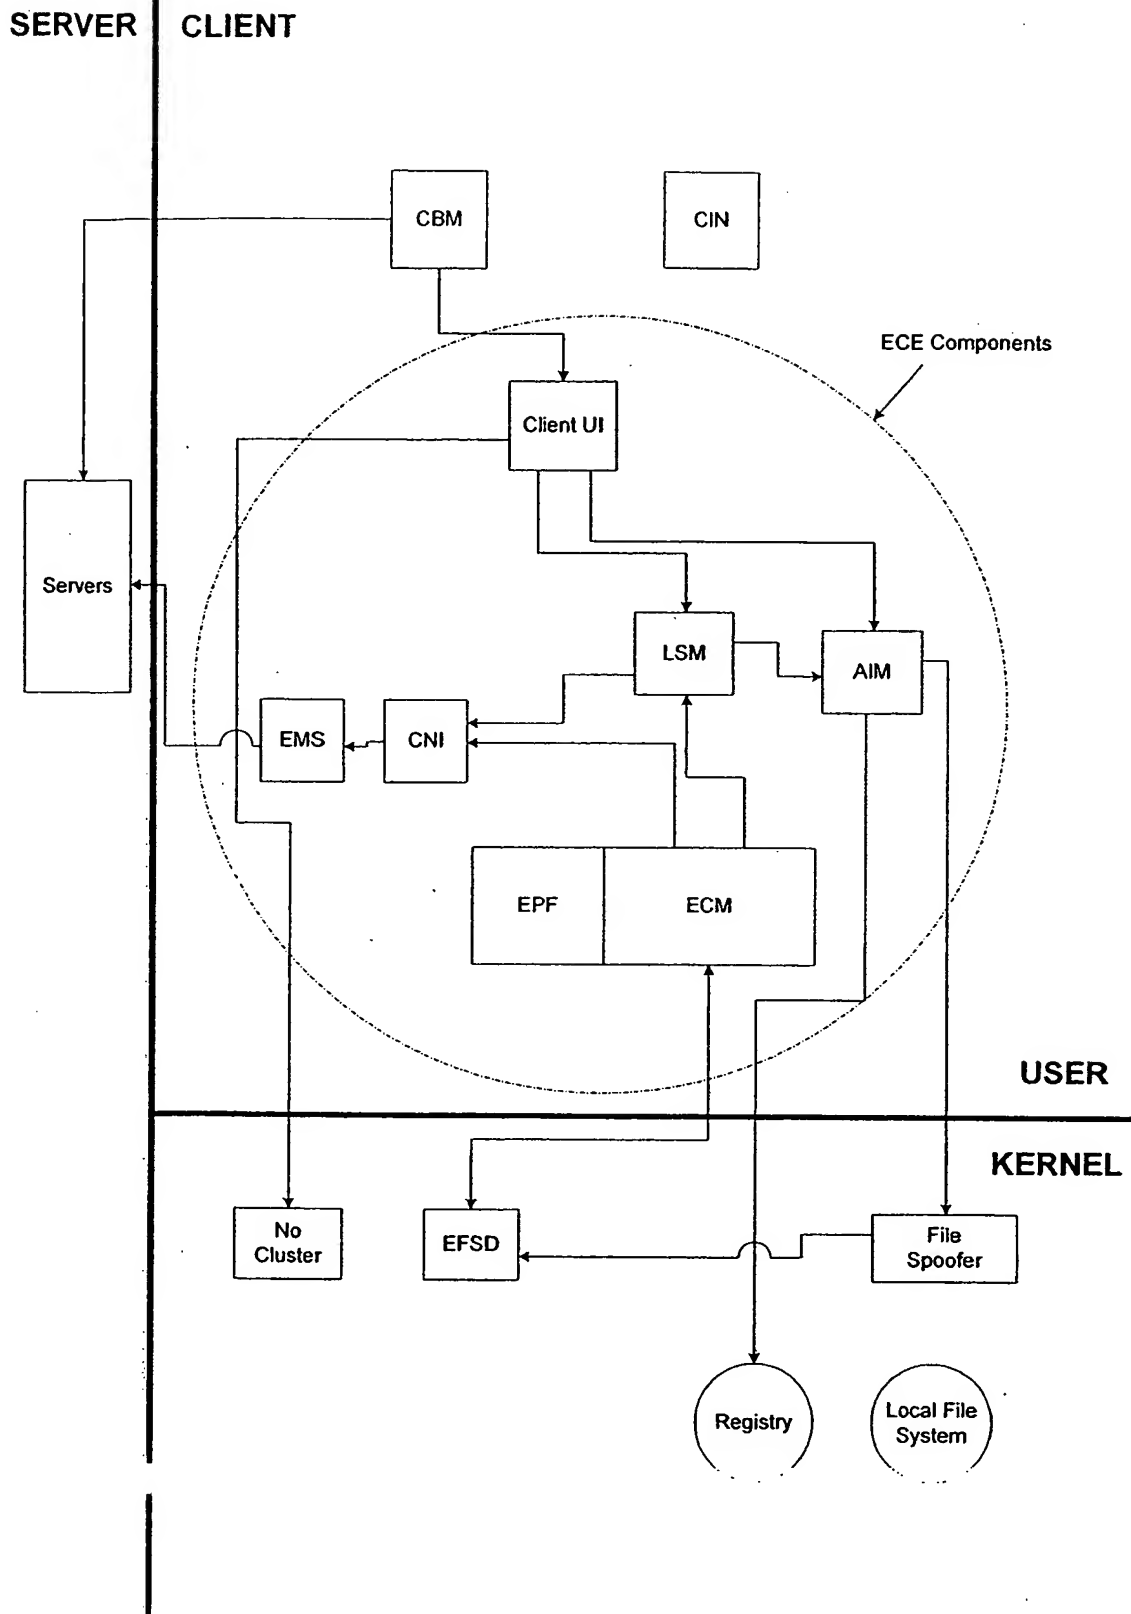 SERVER CLIENT
CBM
CIN
ECE Components
Client UI
Servers
LSM
AIM
EMS
CNI
EPF
ECM
USER
KERNEL
No
Cluster
EFSD
File
Spoofer
Registry
Local File
System